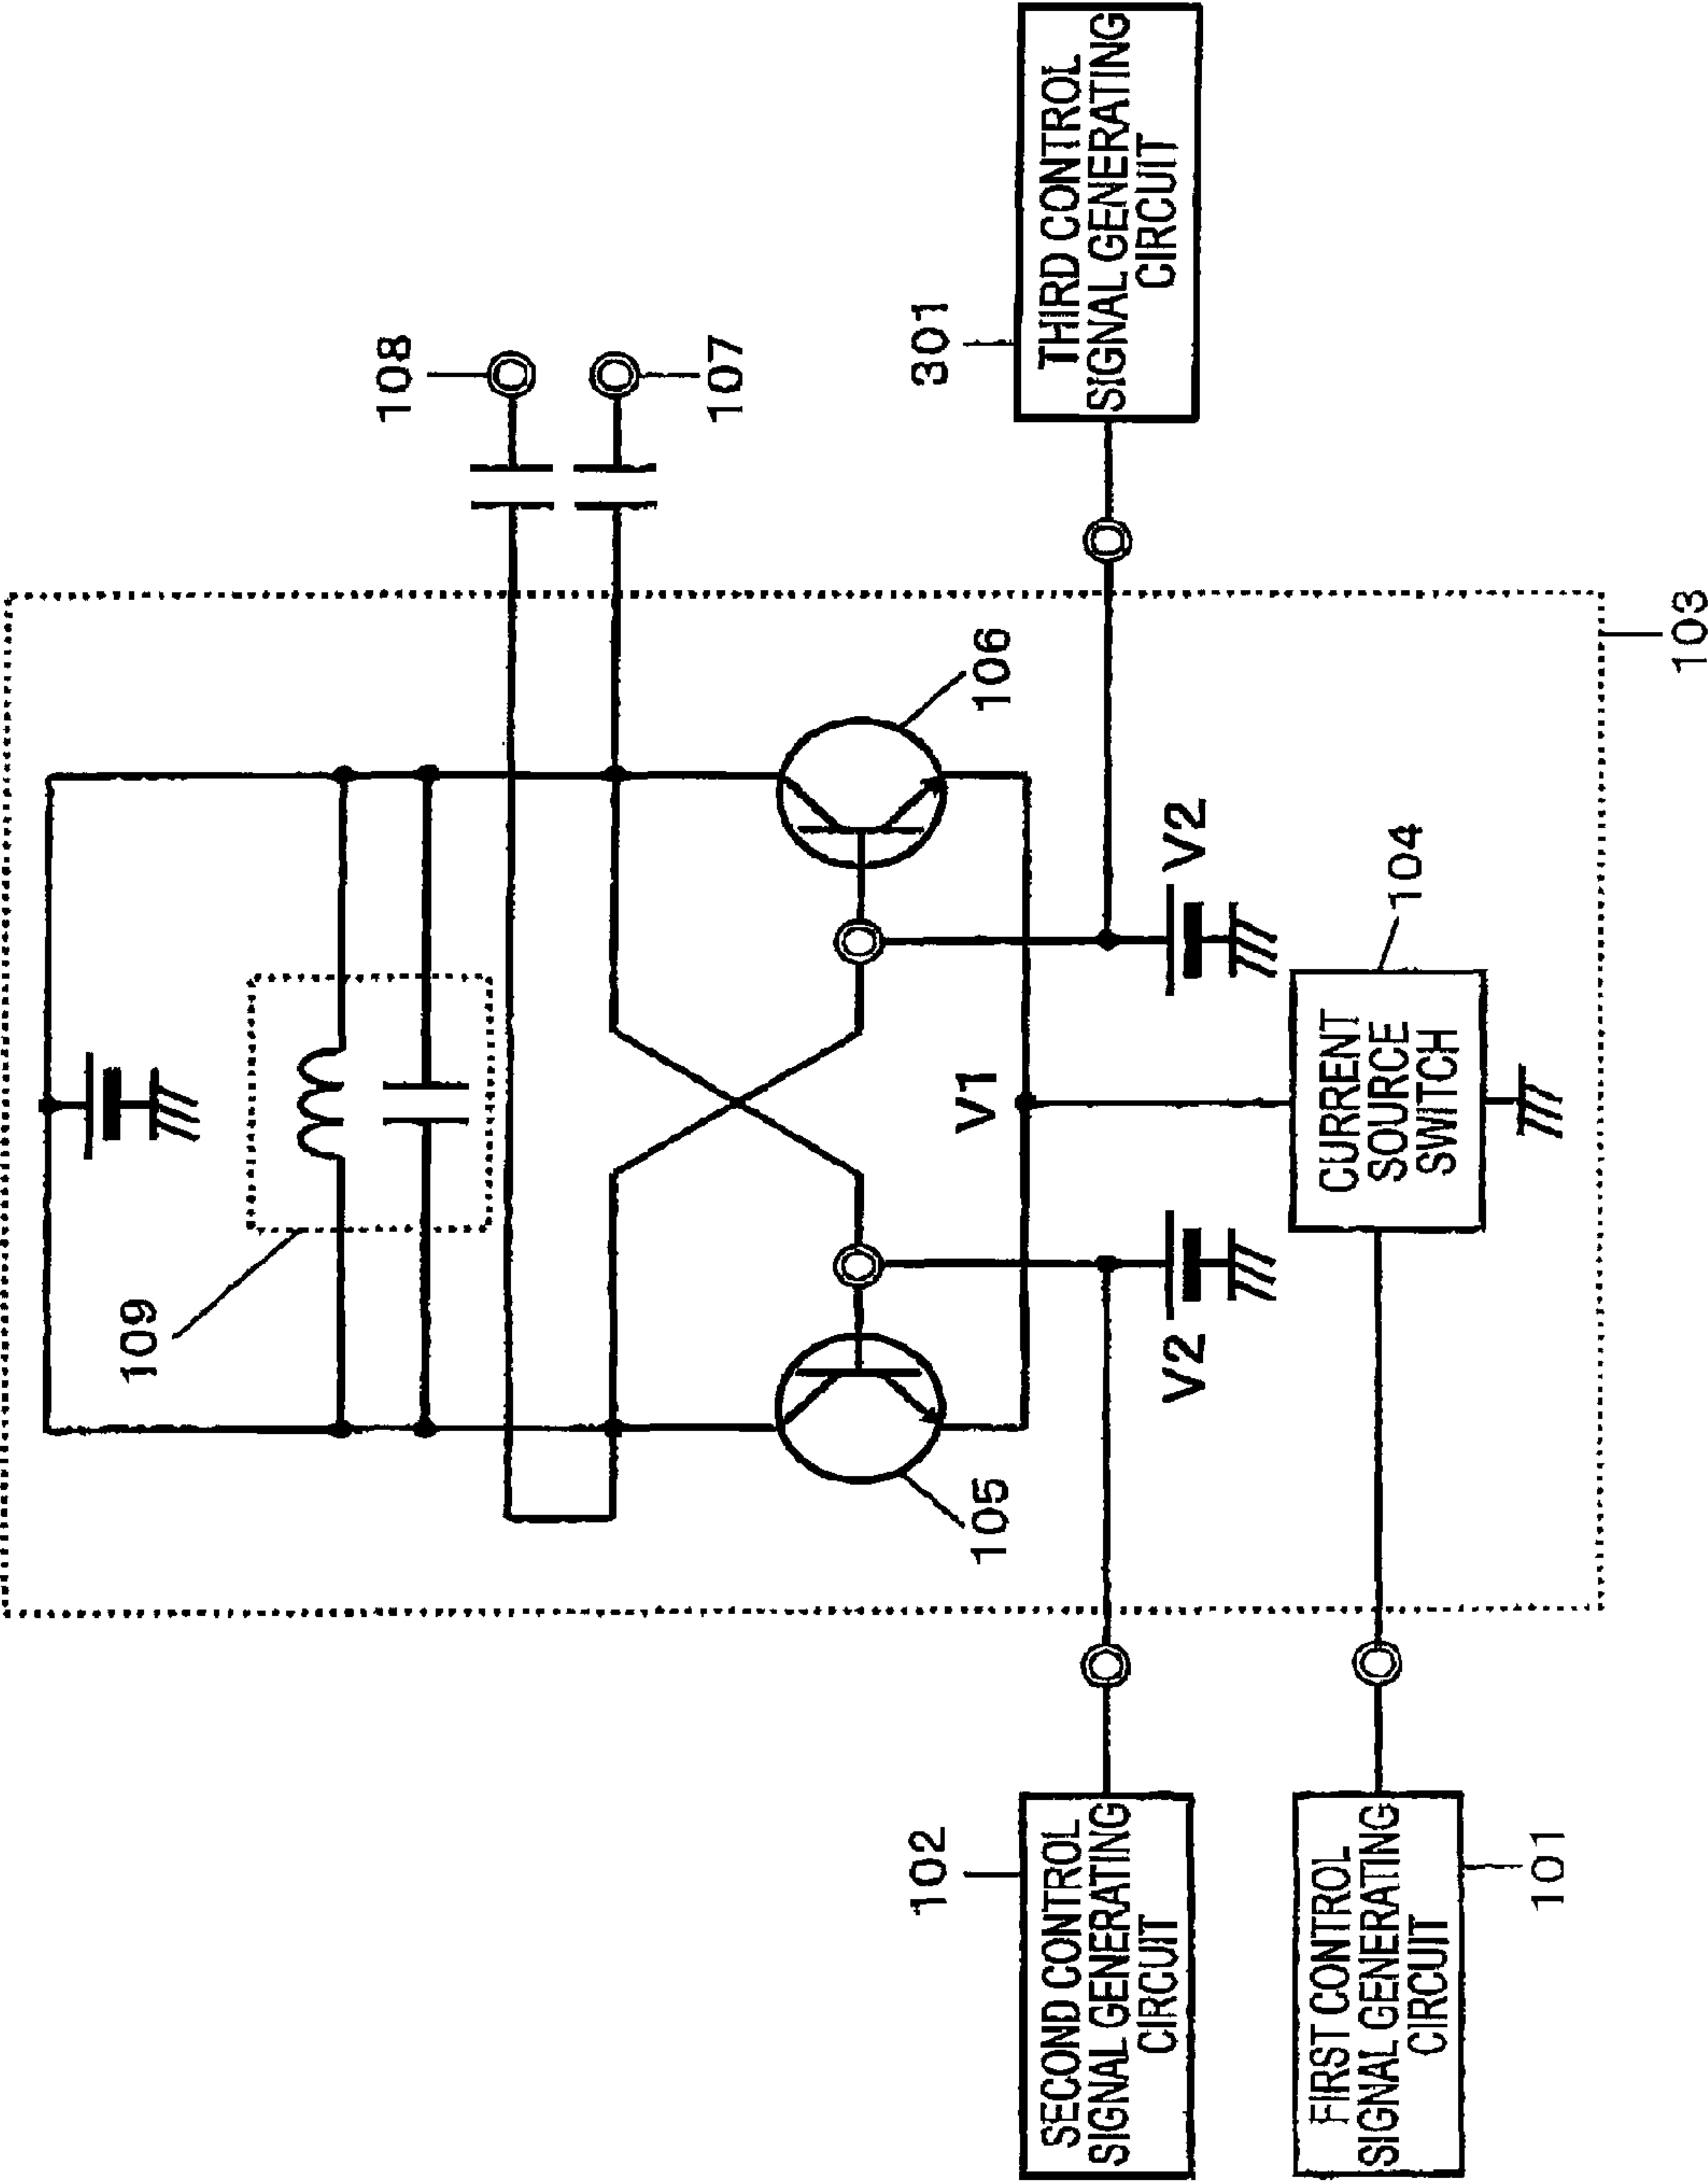 109
108
107
105
106
V1
V2
V2
102
SECOND CONTROL
SIGNAL GENERATING
CIRCUIT
301
THIRD CONTROL
SIGNAL GENERATING
CIRCUIT
101
FIRST CONTROL
SIGNAL GENERATING
CIRCUIT
CURRENT
SOURCE
SWITCH
104
103